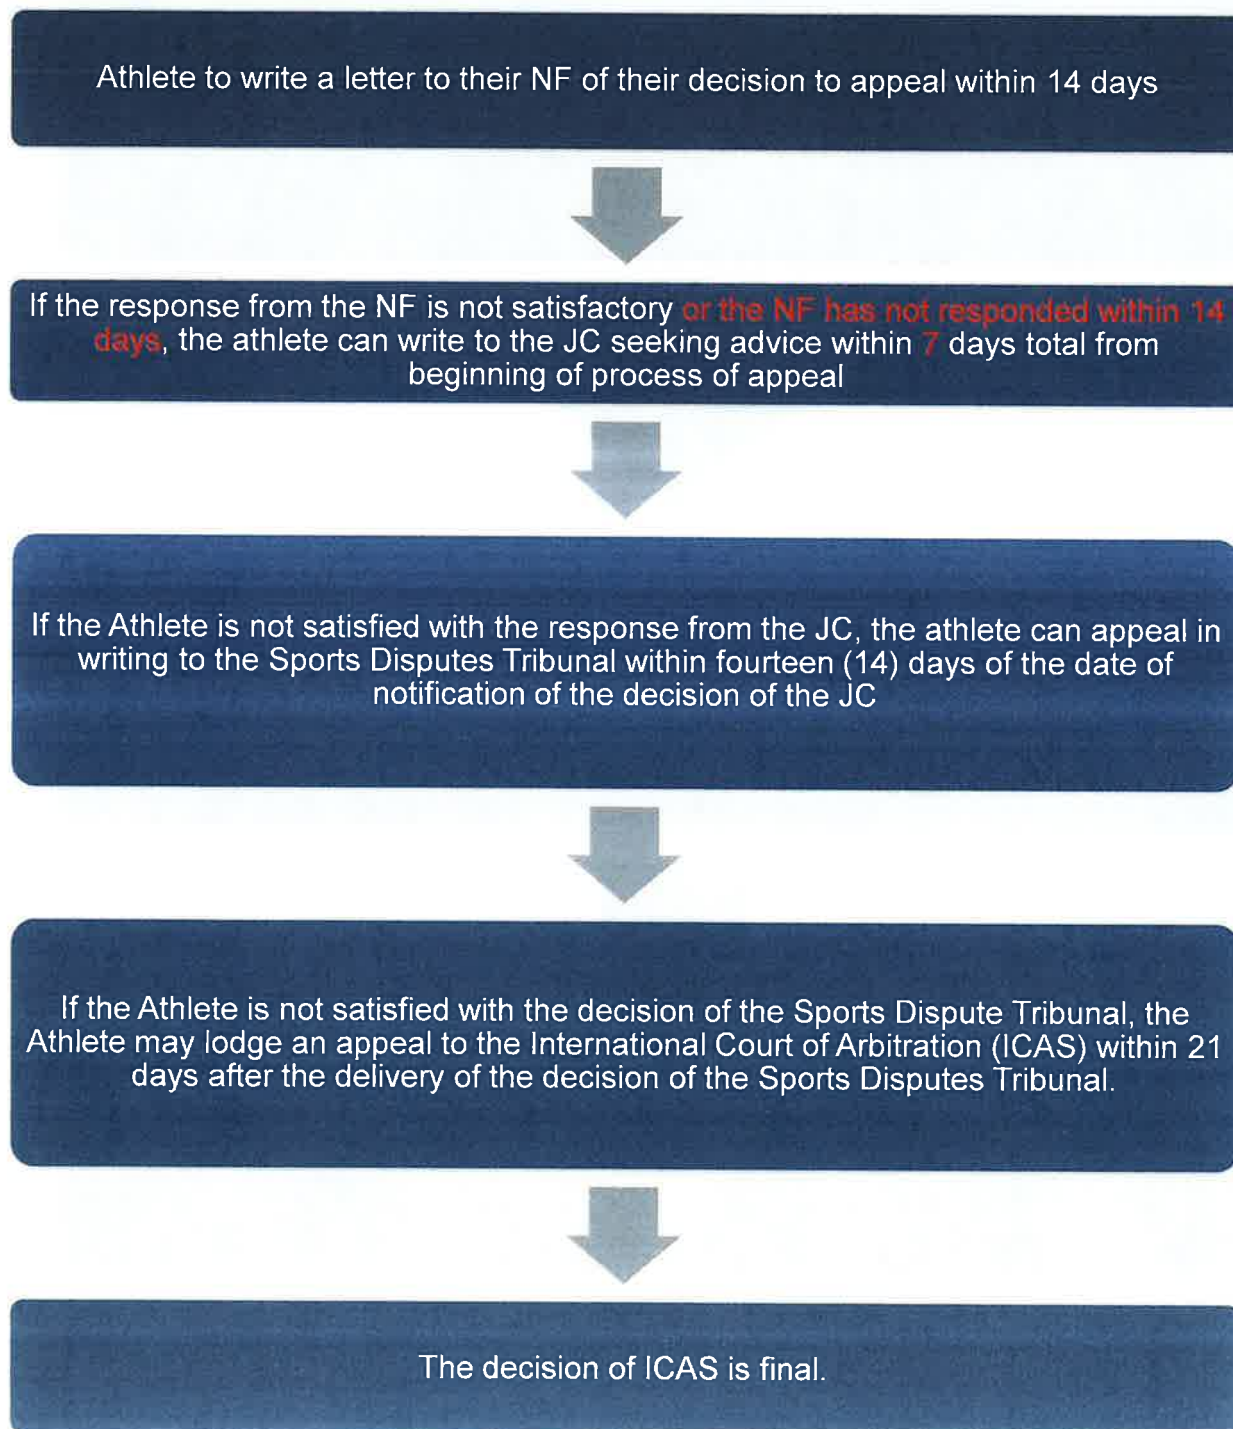 Athlete to write a letter to their NF of their decision to appeal within 14 days
If the response from the NF is not satisfactory or the NF has not responded within 14
days, the athlete can write to the JC seeking advice within 7 days total from
beginning of process of appeal
If the Athlete is not satisfied with the response from the JC, the athlete can appeal in
writing to the Sports Disputes Tribunal within fourteen (14) days of the date of
notification of the decision of the JC
If the Athlete is not satisfied with the decision of the Sports Dispute Tribunal, the
Athlete may lodge an appeal to the International Court of Arbitration (ICAS) within 21
days after the delivery of the decision of the Sports Disputes Tribunal.
The decision of ICAS is final.